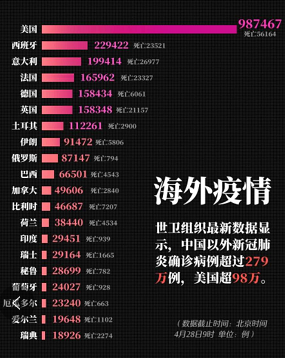 美国 987467 死亡56164
西班牙 229422 死亡23521
意大利 199414 死亡26977
法国 165962 死亡23327
德国 158434 死亡6061
英国 158348 死亡21157
土耳其 112261 死亡2900
伊朗 91472 死亡5806
俄罗斯 87147 死亡794
巴西 66501 死亡4543
加拿大 49606 死亡2840
比利时 46687 死亡7207
荷兰 38440 死亡4534
印度 29451 死亡939
瑞士 29164 死亡1665
秘鲁 28699 死亡782
葡萄牙 24027 死亡928
厄瓜多尔 23240 死亡663
爱尔兰 19648 死亡1102
瑞典 18926 死亡2274
海外疫情
世卫组织最新数据显
示，中国以外新冠肺
炎确诊病例超过279
万例，美国超98万。
（数据截止时间：北京时间
4月28日9时 单位：例）